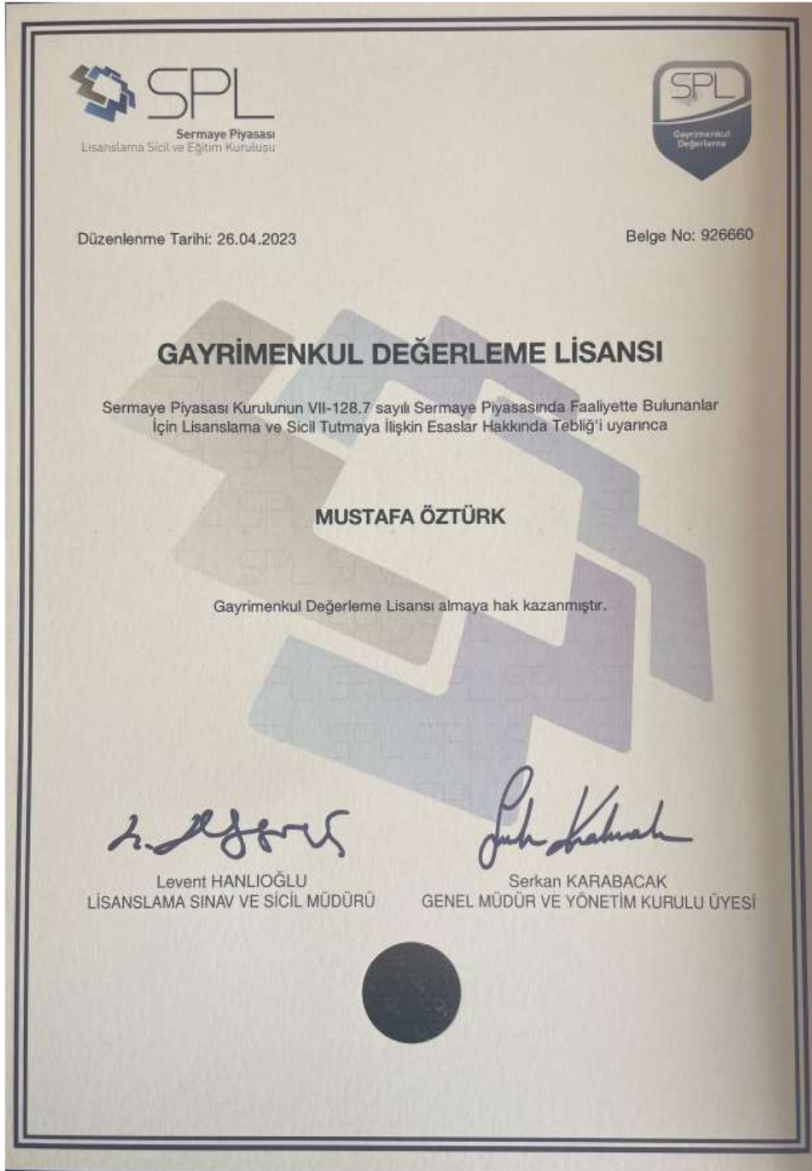 SPL
Sermaye Piyasası
Lisanslama Sicil ve Eğitim Kuruluşu
SPL
Gayrimenkul
Değerleme
Düzenlenme Tarihi: 26.04.2023
Belge No: 926660
GAYRİMENKUL DEĞERLEME LİSANSI
Sermaye Piyasası Kurulunun VII-128.7 sayılı Sermaye Piyasasında Faaliyette Bulunanlar
İçin Lisanslama ve Sicil Tutmaya İlişkin Esaslar Hakkında Tebliğ'i uyarınca
MUSTAFA ÖZTÜRK
Gayrimenkul Değerleme Lisansı almaya hak kazanmıştır.
Levent HANLIOĞLU
LİSANSLAMA SINAV VE SİCİL MÜDÜRÜ
Serkan KARABACAK
GENEL MÜDÜR VE YÖNETİM KURULU ÜYESİ